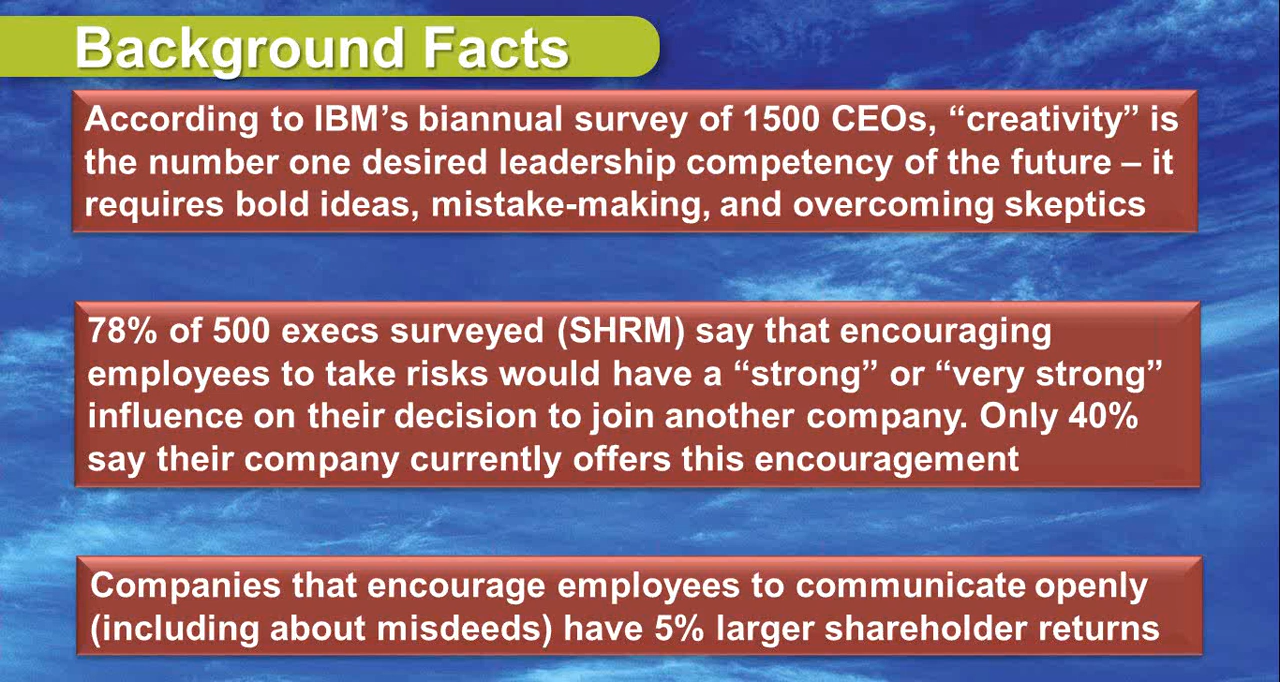 Background Facts
According to IBM’s biannual survey of 1500 CEOs, “creativity” is
the number one desired leadership competency of the future – it
requires bold ideas, mistake-making, and overcoming skeptics
78% of 500 execs surveyed (SHRM) say that encouraging
employees to take risks would have a “strong” or “very strong”
influence on their decision to join another company. Only 40%
say their company currently offers this encouragement
Companies that encourage employees to communicate openly
(including about misdeeds) have 5% larger shareholder returns